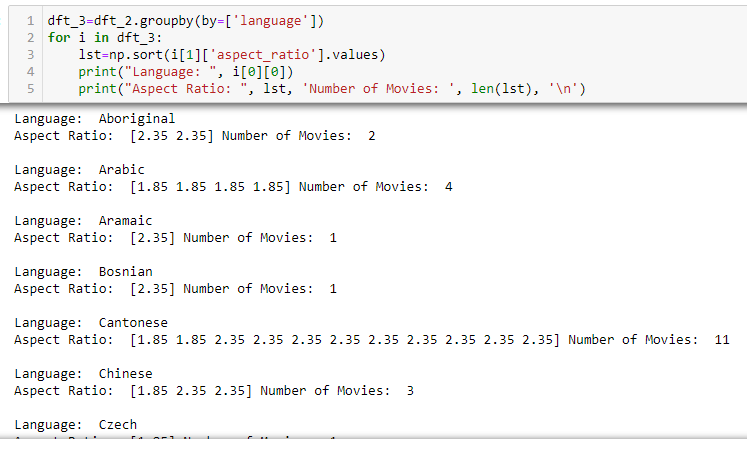 1 dft_3=dft_2.groupby(by=['language'])
2 for i in dft_3:
3     lst=np.sort(i[1]['aspect_ratio'].values)
4     print("Language: ", i[0][0])
5     print("Aspect Ratio: ", lst, 'Number of Movies: ', len(lst), '\n')
Language:  Aboriginal
Aspect Ratio:  [2.35 2.35] Number of Movies:  2
Language:  Arabic
Aspect Ratio:  [1.85 1.85 1.85 1.85] Number of Movies:  4
Language:  Aramaic
Aspect Ratio:  [2.35] Number of Movies:  1
Language:  Bosnian
Aspect Ratio:  [2.35] Number of Movies:  1
Language:  Cantonese
Aspect Ratio:  [1.85 1.85 2.35 2.35 2.35 2.35 2.35 2.35 2.35 2.35 2.35] Number of Movies:  11
Language:  Chinese
Aspect Ratio:  [1.85 2.35 2.35] Number of Movies:  3
Language:  Czech